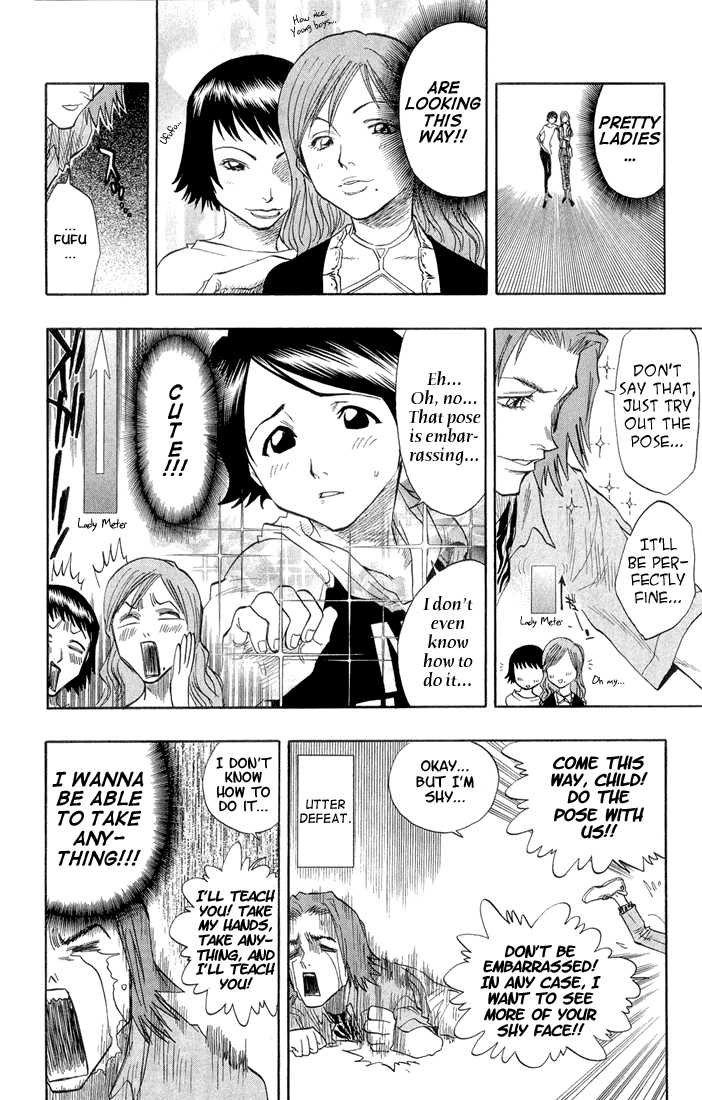 PRETTY
LADIES
...
ARE
LOOKING
THIS
WAY!!
How nice
Young boys...
Ufufu...
...
FUFU
...
DON'T
SAY THAT,
JUST TRY
OUT THE
POSE...
IT'LL
BE PER-
FECTLY
FINE...
Lady Meter
Oh my...
Eh...
Oh, no...
That pose
is embar-
rassing...
I don't
even
know
how to
do it...
CUTE!!!
Lady Meter
COME THIS
WAY, CHILD!
DO THE
POSE WITH
US!!
OKAY...
BUT I'M
SHY...
DON'T BE
EMBARRASSED!
IN ANY CASE, I
WANT TO SEE
MORE OF YOUR
SHY FACE!!
UTTER
DEFEAT.
I DON'T
KNOW
HOW TO
DO IT...
I'LL TEACH
YOU! TAKE
MY HANDS,
TAKE ANY-
THING, AND
I'LL TEACH
YOU!
I WANNA
BE ABLE
TO TAKE
ANY-
THING!!!